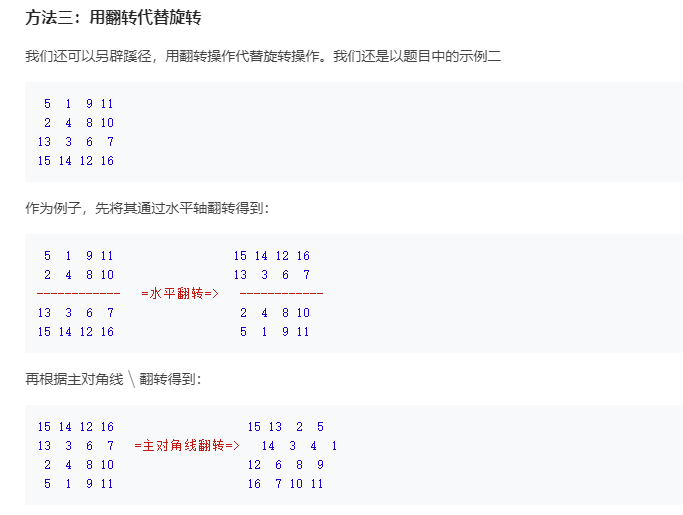 方法三：用翻转代替旋转
我们还可以另辟蹊径，用翻转操作代替旋转操作。我们还是以题目中的示例二
5 1 9 11
2 4 8 10
13 3 6 7
15 14 12 16
作为例子，先将其通过水平轴翻转得到：
5 1 9 11 15 14 12 16
2 4 8 10 13 3 6 7
------------ =水平翻转=> ------------
13 3 6 7 2 4 8 10
15 14 12 16 5 1 9 11
再根据主对角线 \ 翻转得到：
15 14 12 16 15 13 2 5
13 3 6 7 =主对角线翻转=> 14 3 4 1
2 4 8 10 12 6 8 9
5 1 9 11 16 7 10 11